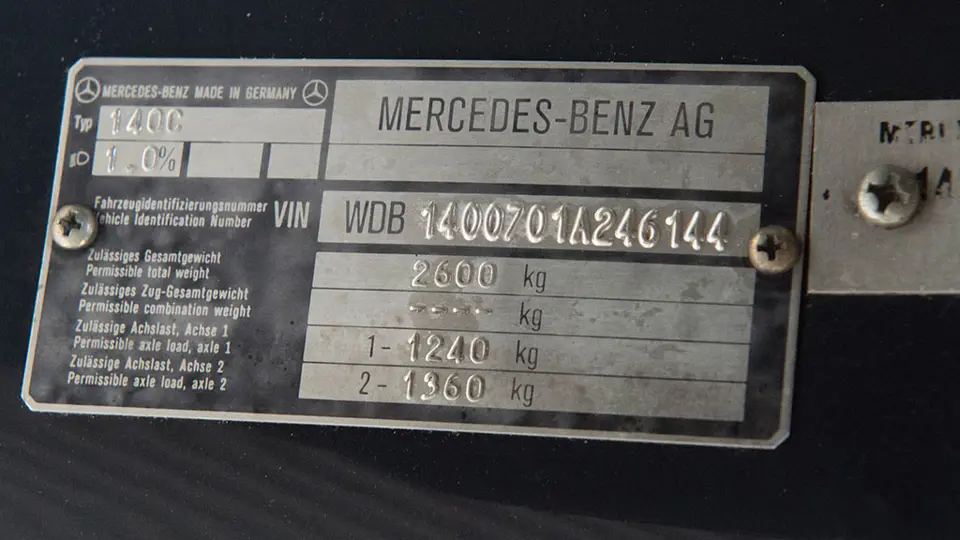 MERCEDES-BENZ MADE IN GERMANY
Typ 140C
1.0%
MERCEDES-BENZ AG
Fahrzeugidentifizierungsnummer
Vehicle Identification Number
VIN
WDB 1400701A246144
Zulässiges Gesamtgewicht
Permissible total weight
2600 kg
Zulässiges Zug-Gesamtgewicht
Permissible combination weight
---- kg
Zulässige Achslast, Achse 1
Permissible axle load, axle 1
1- 1240 kg
Zulässige Achslast, Achse 2
Permissible axle load, axle 2
2- 1360 kg